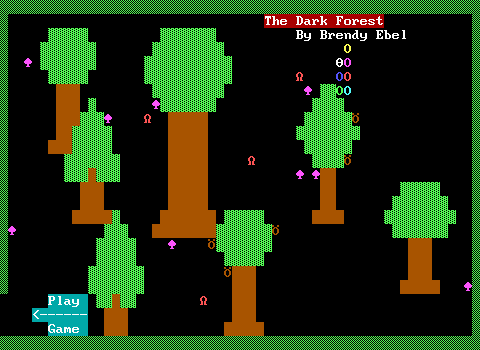 The Dark Forest
By Brendy Ebel
Play
<------
Game